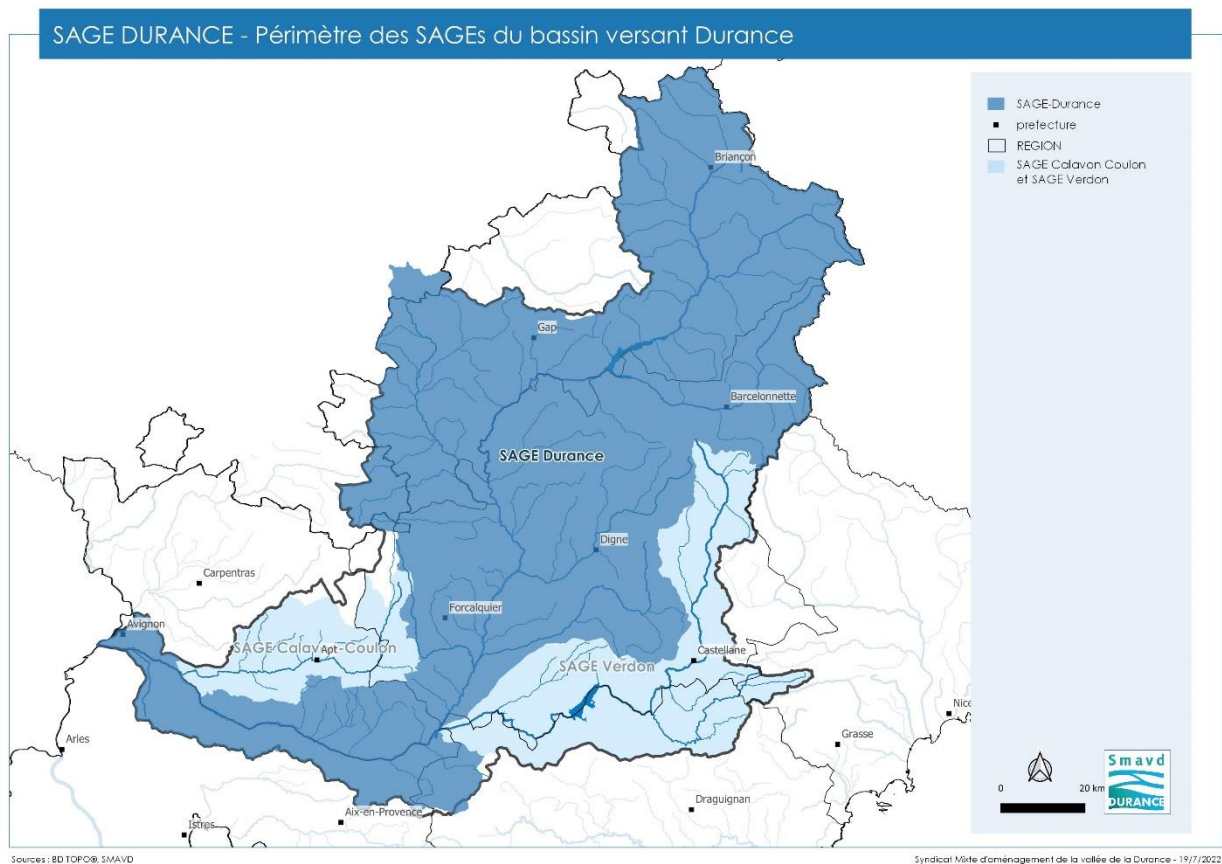 SAGE DURANCE - Périmètre des SAGEs du bassin versant Durance
SAGE-Durance
prefecture
REGION
SAGE Calavon Coulon
et SAGE Verdon
Briançon
Gap
Barcelonnette
SAGE Durance
Digne
Carpentras
Forcalquier
Avignon
SAGE Calavon-Coulon
Apt
SAGE Verdon
Castellane
Nice
Grasse
Arles
Draguignan
Aix-en-Provence
Istres
0 20 km
Smavd
DURANCE
Sources : BD TOPO®, SMAVD
Syndicat Mixte d'aménagement de la vallée de la Durance - 19/7/2022